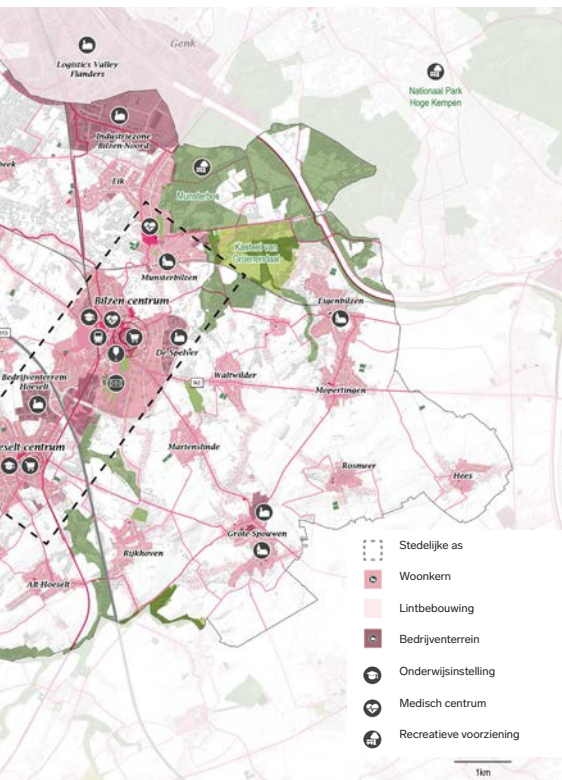 Genk
Logistics Valley
Flanders
Nationaal Park
Hoge Kempen
Industriezone
Bilzen-Noord
Eik
Munsterbos
Kasteel van
Groenendaal
Munsterbilzen
Bilzen centrum
Eigenbilzen
De Spelver
Bedrijventerrein
Hoeselt
Waltwilder
Mopertingen
eselt centrum
Martenslinde
Rosmeer
Hees
Grote-Spouwen
Rijkhoven
Alt-Hoeselt
Stedelijke as
Woonkern
Lintbebouwing
Bedrijventerrein
Onderwijsinstelling
Medisch centrum
Recreatieve voorziening
1km